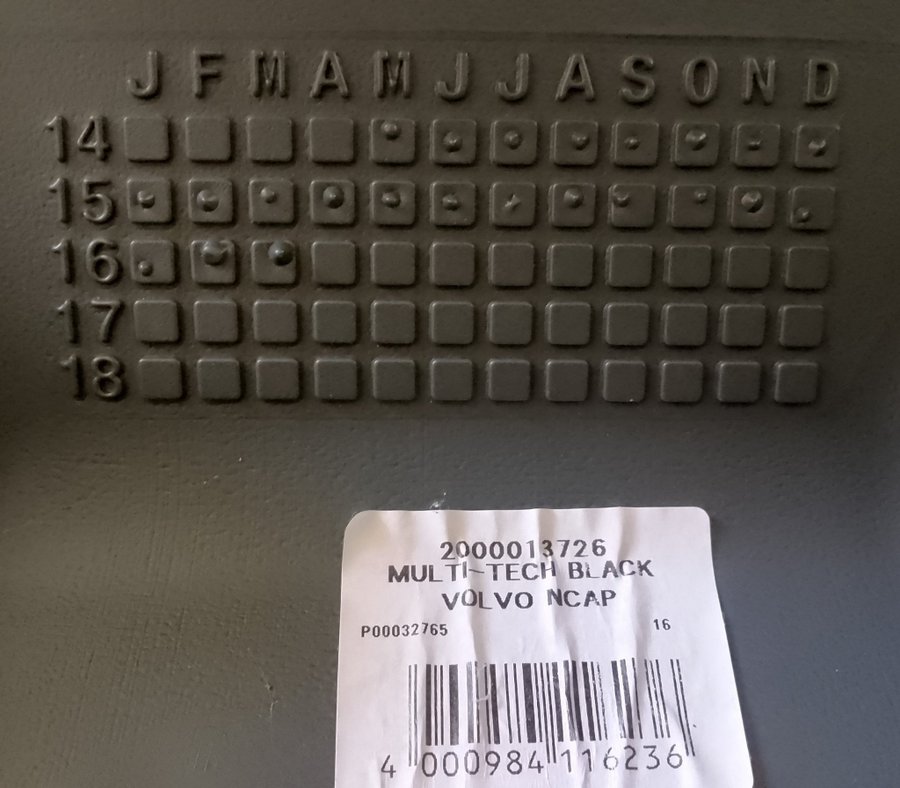 J F M A M J J A S O N D
14
15
16
17
18
2000013726
MULTI-TECH BLACK
VOLVO NCAP
P00032765 16
4 000984 116236